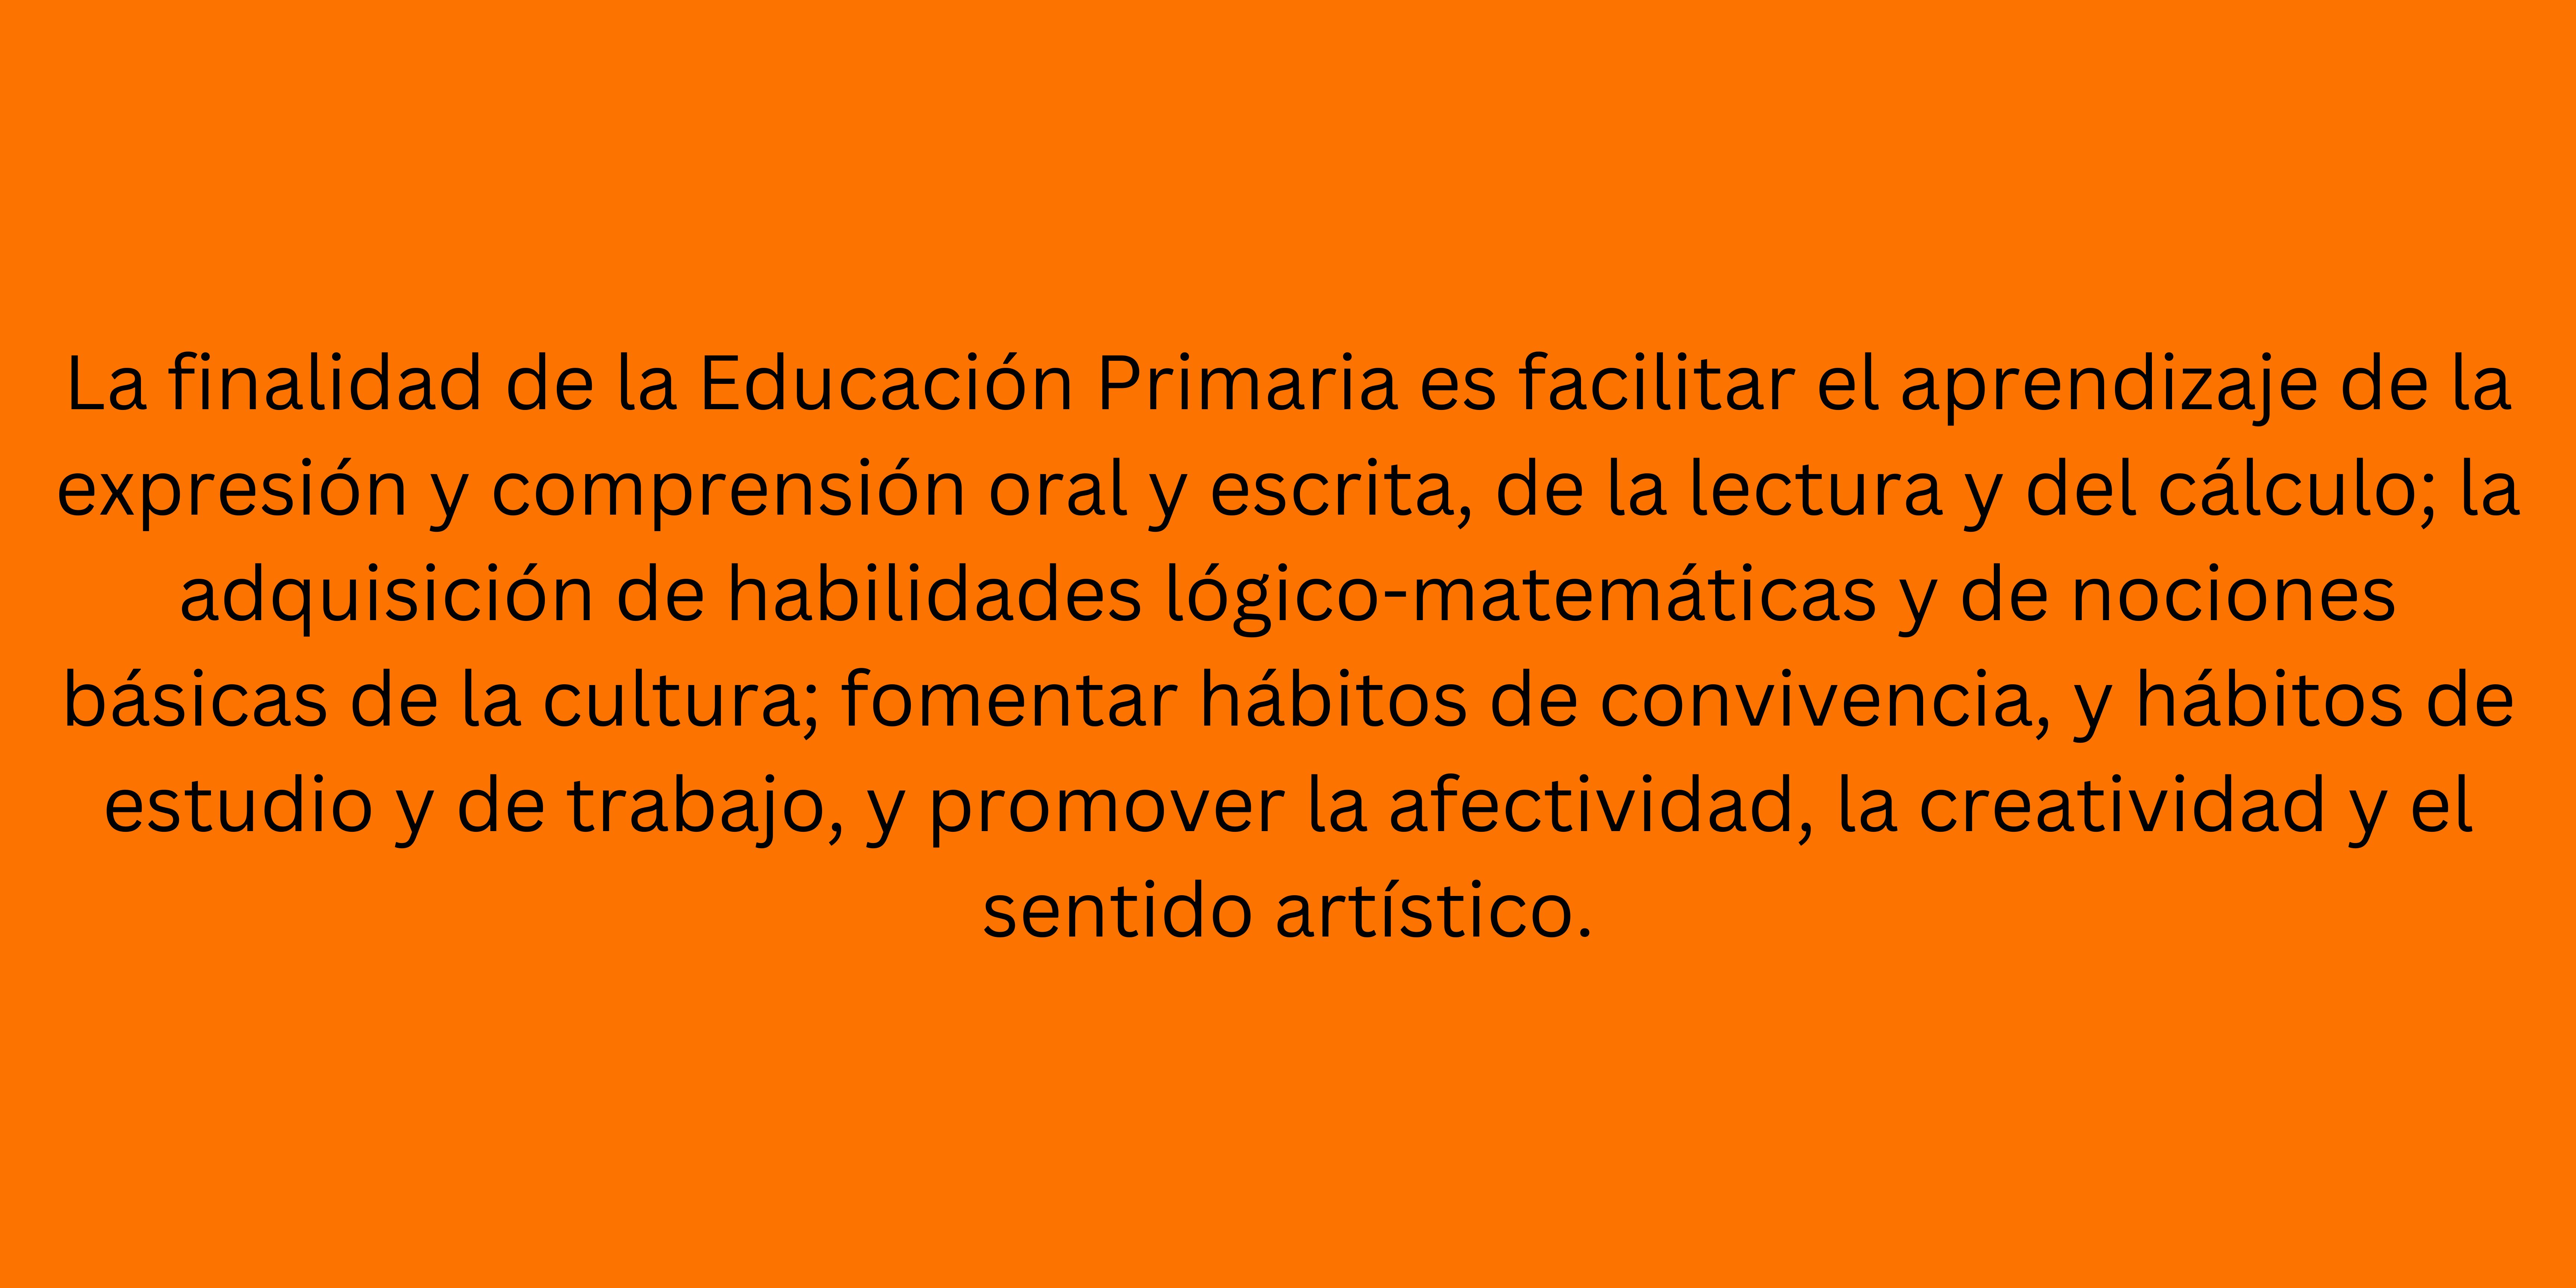 La finalidad de la Educación Primaria es facilitar el aprendizaje de la
expresión y comprensión oral y escrita, de la lectura y del cálculo; la
adquisición de habilidades lógico-matemáticas y de nociones
básicas de la cultura; fomentar hábitos de convivencia, y hábitos de
estudio y de trabajo, y promover la afectividad, la creatividad y el
sentido artístico.